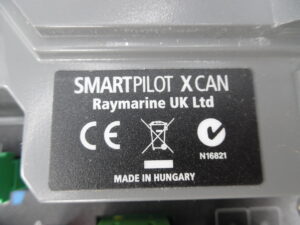 SMARTPILOT X CAN
Raymarine UK Ltd
CE
N16821
MADE IN HUNGARY